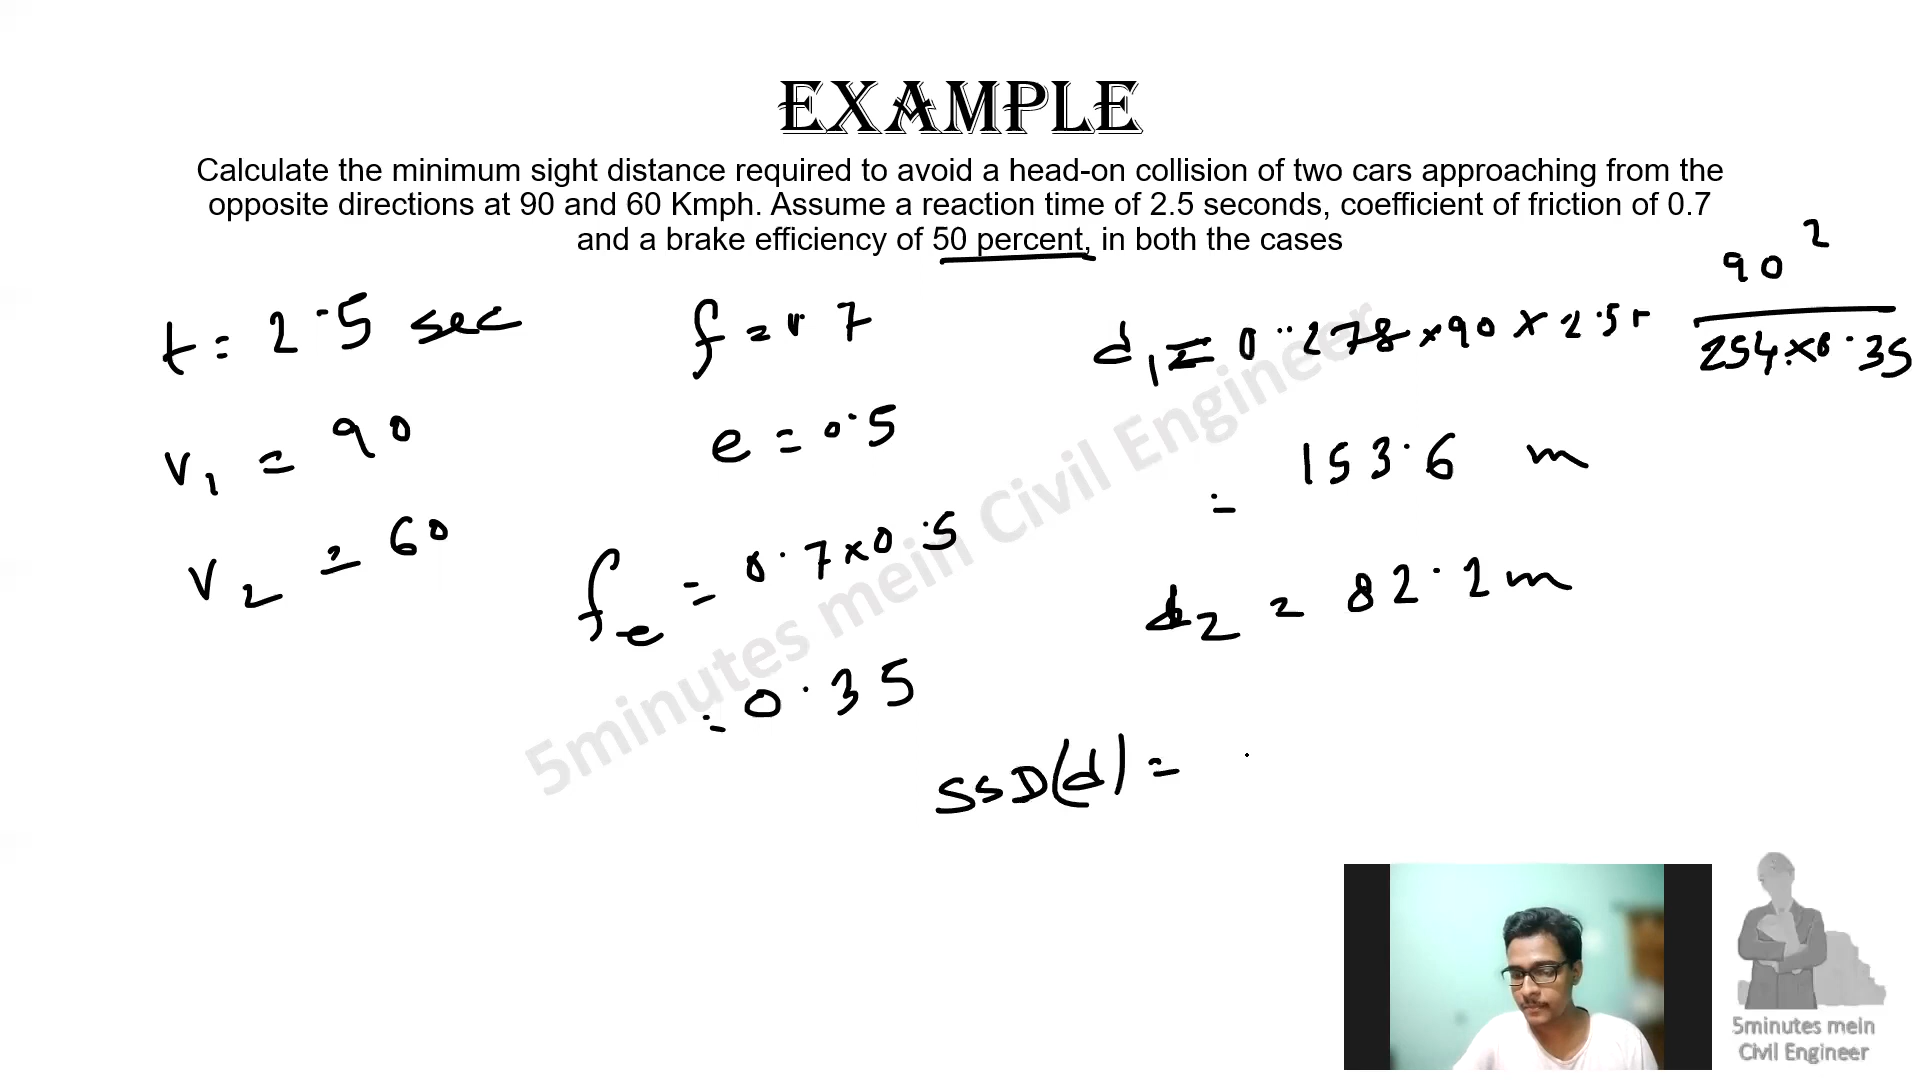 EXAMPLE
Calculate the minimum sight distance required to avoid a head-on collision of two cars approaching from the
opposite directions at 90 and 60 Kmph. Assume a reaction time of 2.5 seconds, coefficient of friction of 0.7
and a brake efficiency of 50 percent, in both the cases
t = 2.5 sec
v1 = 90
v2 = 60
f = 0.7
e = 0.5
fe = 0.7×0.5
= 0.35
d1 = 0.278×90×2.5+ 90²/254×0.35
= 153.6 m
d2 = 82.2m
SSD(d) =
5minutes mein Civil Engineer
5minutes mein
Civil Engineer